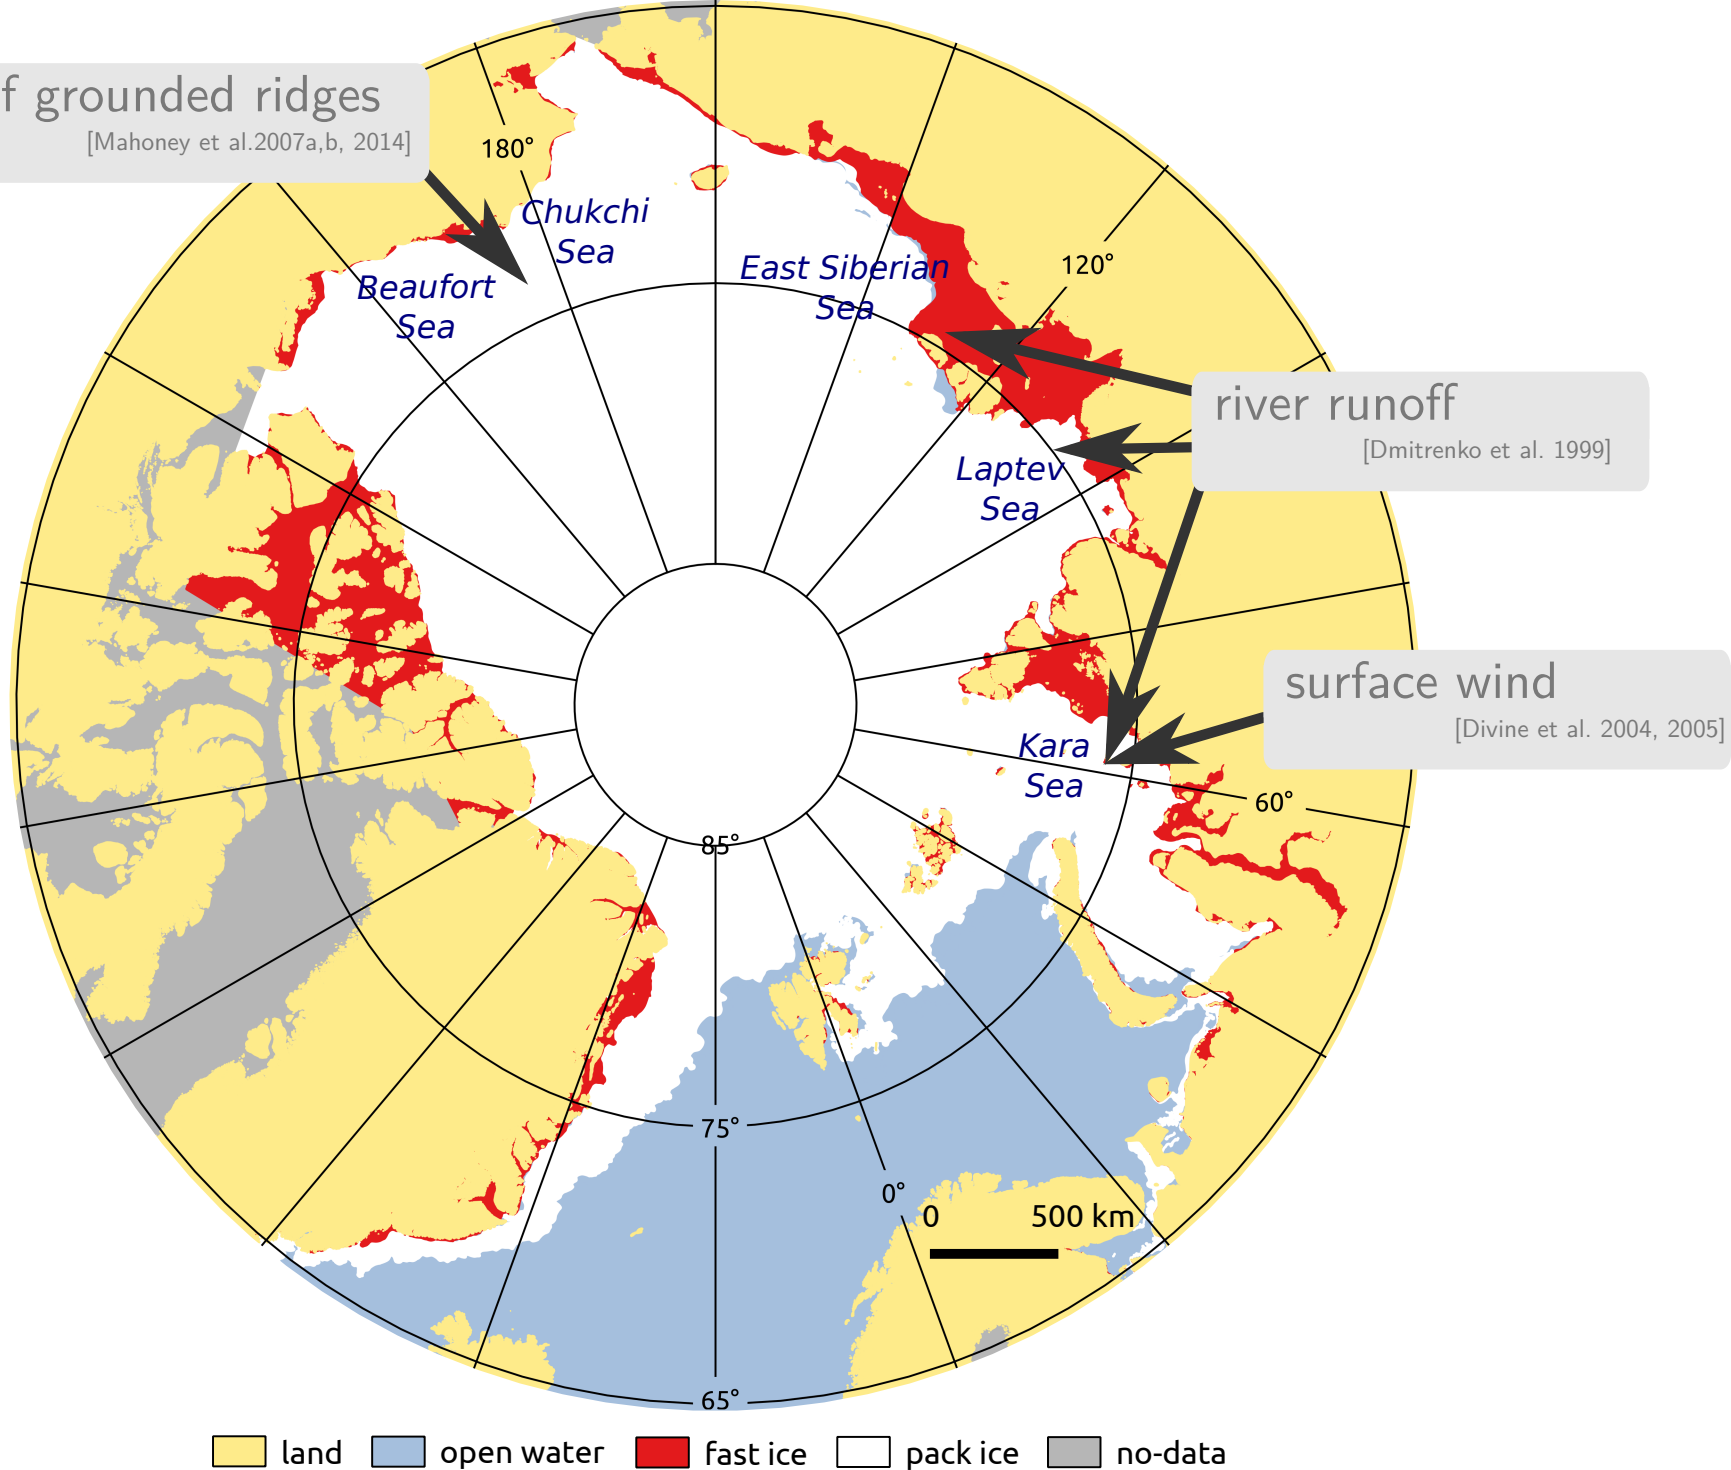 f grounded ridges
[Mahoney et al.2007a,b, 2014]
180°
Chukchi
Sea
Beaufort
Sea
East Siberian
Sea
120°
river runoff
[Dmitrenko et al. 1999]
Laptev
Sea
surface wind
[Divine et al. 2004, 2005]
Kara
Sea
60°
85°
75°
0°
0 500 km
65°
land open water fast ice pack ice no-data